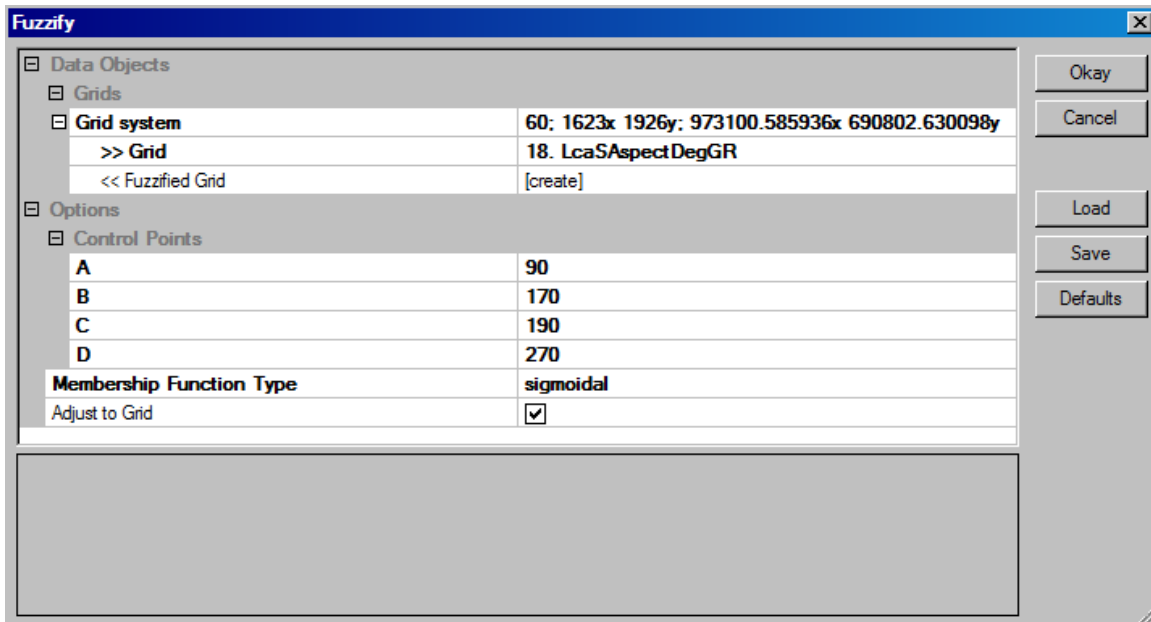 Fuzzify
Data Objects
Okay
Grids
Grid system 60; 1623x 1926y; 973100.585936x 690802.630098y
Cancel
>> Grid 18. LcaSAspectDegGR
<< Fuzzified Grid [create]
Options
Load
Control Points
Save
A 90
B 170
Defaults
C 190
D 270
Membership Function Type sigmoidal
Adjust to Grid